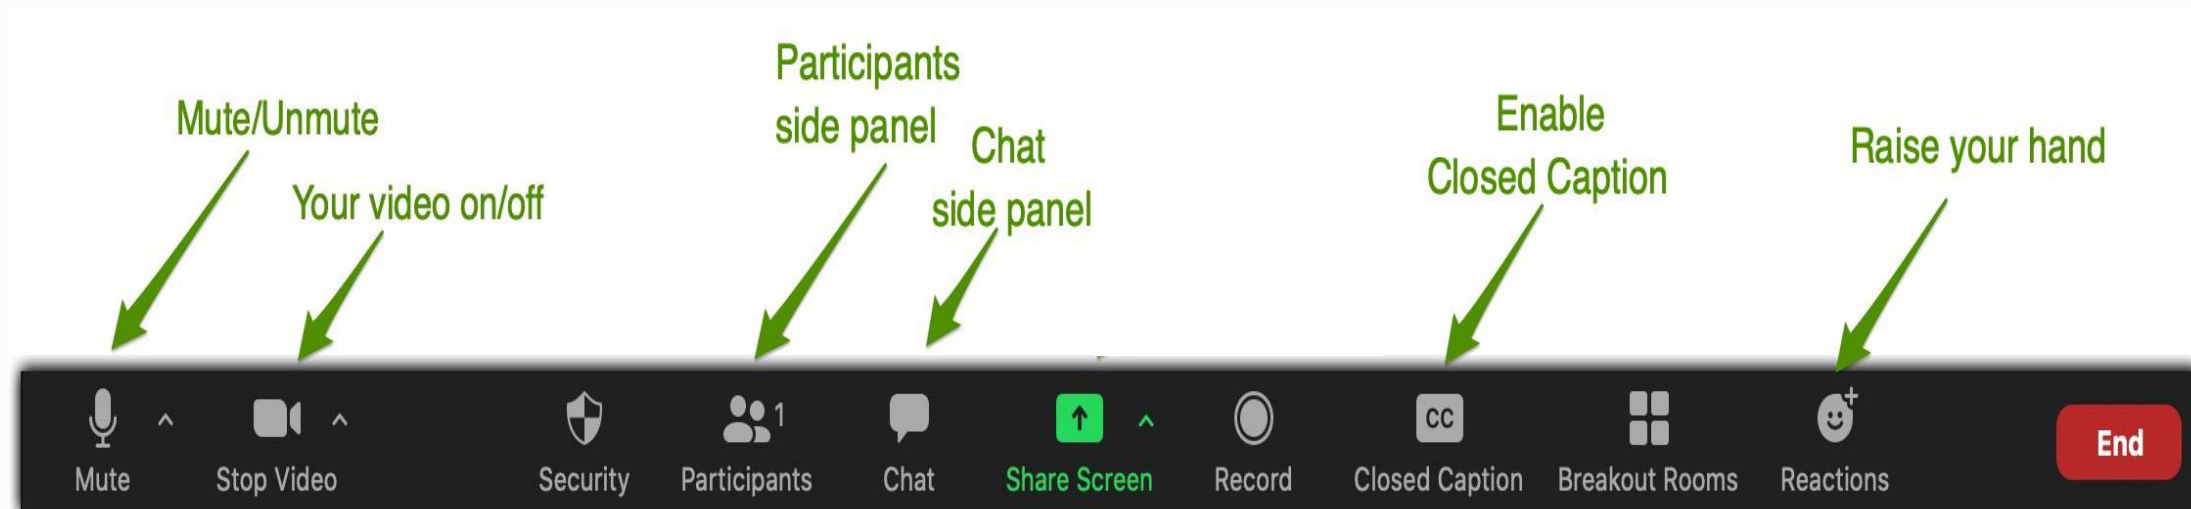 Participants
side panel
Mute/Unmute
Enable
Closed Caption
Chat
side panel
Raise your hand
Your video on/off
1
CC
Mute
Stop Video
Security
Participants
Chat
Share Screen
Record
Closed Caption
Breakout Rooms
Reactions
End